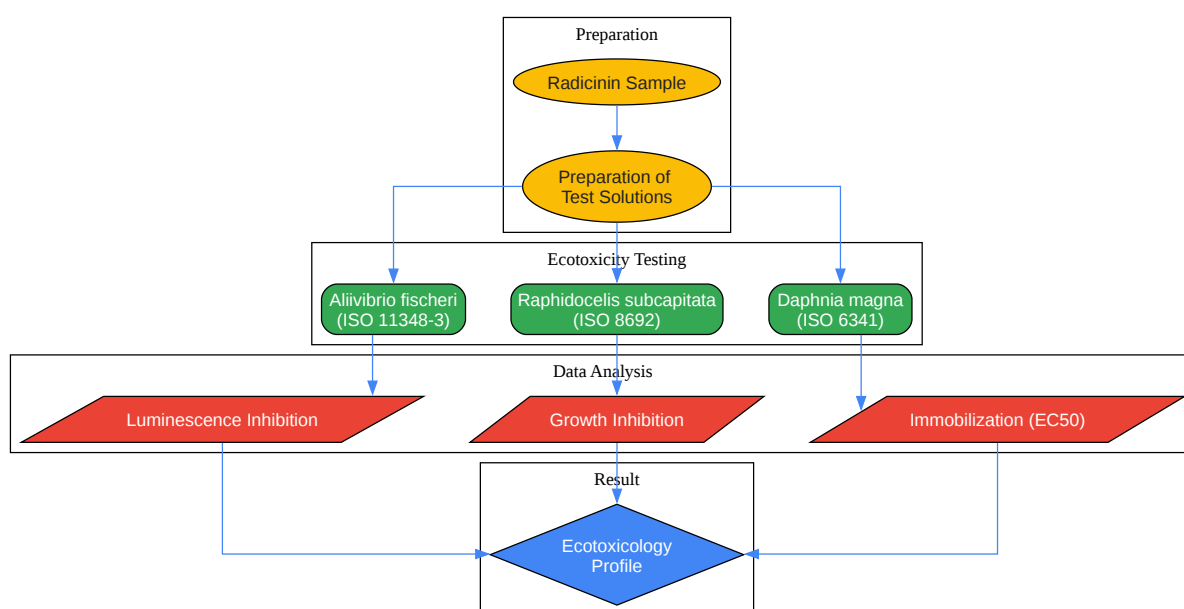 Preparation
Radicinin Sample
Preparation of
Test Solutions
Ecotoxicity Testing
Aliivibrio fischeri
(ISO 11348-3)
Raphidocelis subcapitata
(ISO 8692)
Daphnia magna
(ISO 6341)
Data Analysis
Luminescence Inhibition
Growth Inhibition
Immobilization (EC50)
Result
Ecotoxicology
Profile